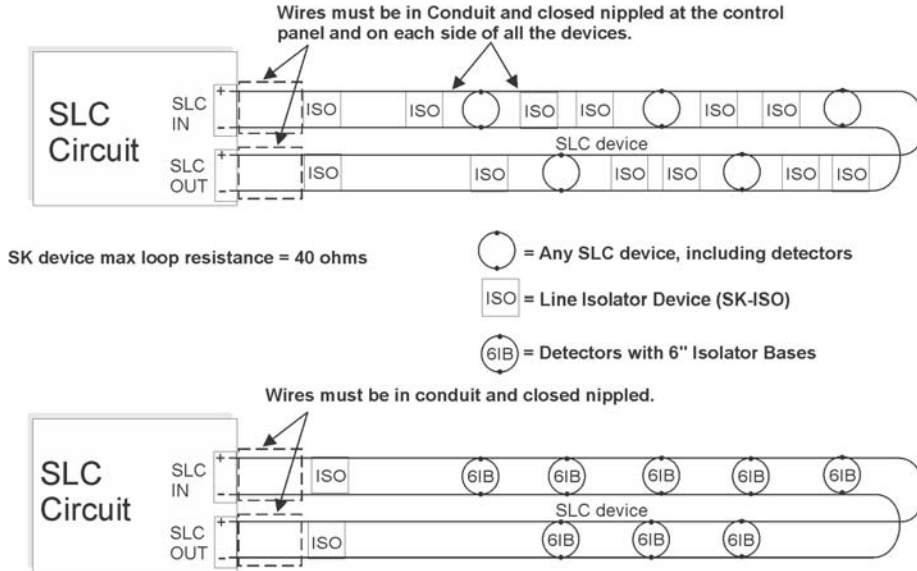 Wires must be in Conduit and closed nippled at the control
panel and on each side of all the devices.
SLC
Circuit
+
SLC
IN
-
ISO
ISO
ISO
ISO
ISO
ISO
SLC device
+
SLC
OUT
-
ISO
ISO
ISO
ISO
ISO
ISO
SK device max loop resistance = 40 ohms
= Any SLC device, including detectors
ISO = Line Isolator Device (SK-ISO)
6IB = Detectors with 6" Isolator Bases
Wires must be in conduit and closed nippled.
SLC
Circuit
+
SLC
IN
-
ISO
6IB
6IB
6IB
6IB
6IB
SLC device
+
SLC
OUT
-
ISO
6IB
6IB
6IB